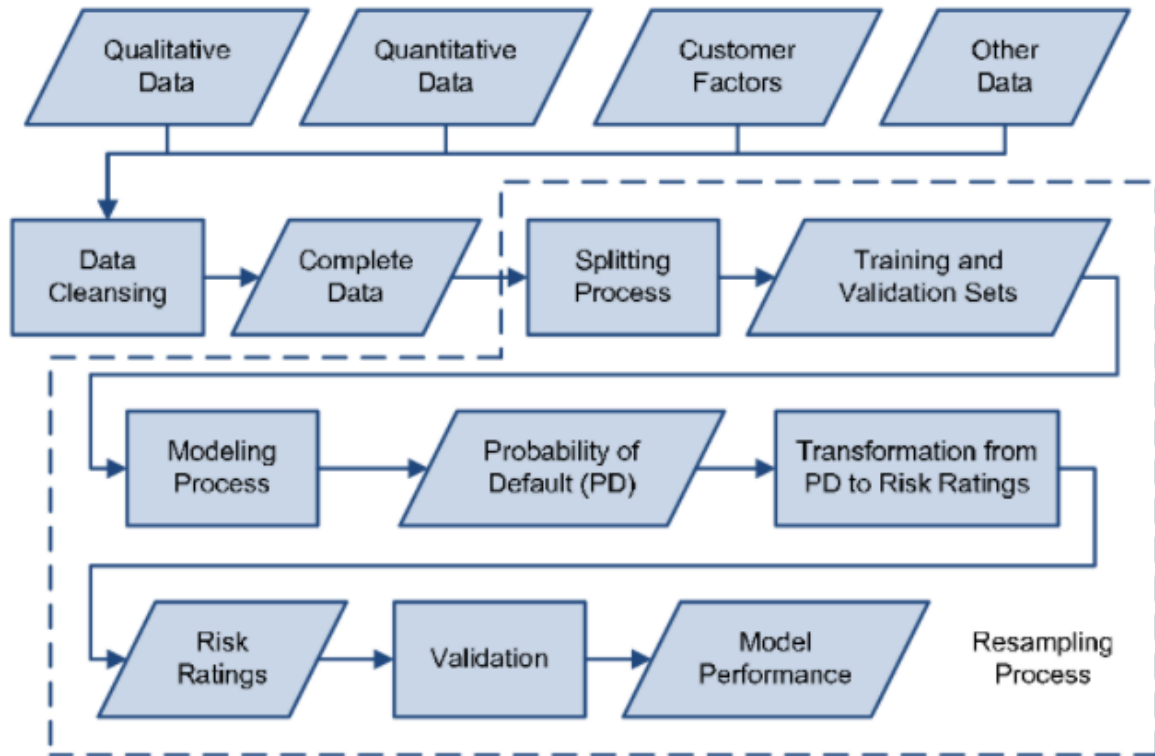 Qualitative
Data
Quantitative
Data
Customer
Factors
Other
Data
Data
Cleansing
Complete
Data
Splitting
Process
Training and
Validation Sets
Modeling
Process
Probability of
Default (PD)
Transformation from
PD to Risk Ratings
Risk
Ratings
Validation
Model
Performance
Resampling
Process